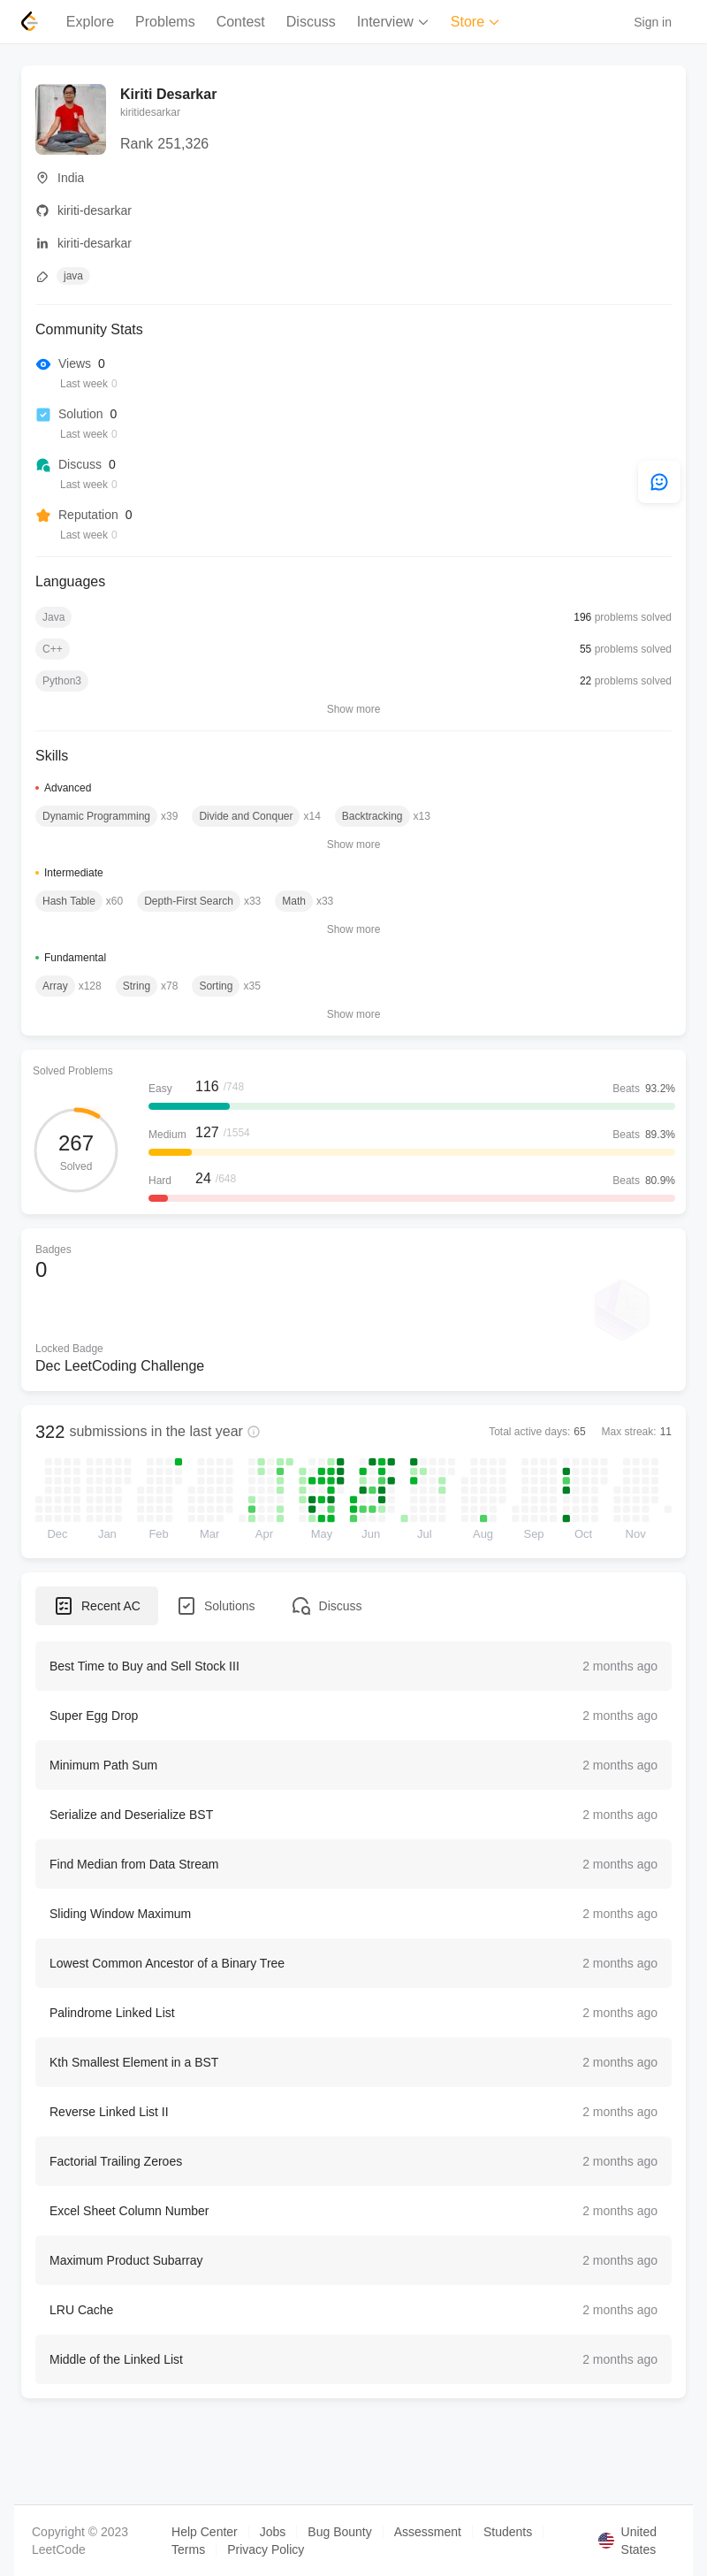 Explore Problems Contest Discuss Interview Store Sign in
Kiriti Desarkar
kiritidesarkar
Rank 251,326
India
kiriti-desarkar
kiriti-desarkar
java
Community Stats
Views 0
Last week 0
Solution 0
Last week 0
Discuss 0
Last week 0
Reputation 0
Last week 0
Languages
Java 196 problems solved
C++ 55 problems solved
Python3 22 problems solved
Show more
Skills
Advanced
Dynamic Programming x39 Divide and Conquer x14 Backtracking x13
Show more
Intermediate
Hash Table x60 Depth-First Search x33 Math x33
Show more
Fundamental
Array x128 String x78 Sorting x35
Show more
Solved Problems
267
Solved
Easy 116 /748 Beats 93.2%
Medium 127 /1554 Beats 89.3%
Hard 24 /648 Beats 80.9%
Badges
0
Locked Badge
Dec LeetCoding Challenge
322 submissions in the last year Total active days: 65 Max streak: 11
Dec Jan Feb Mar Apr May Jun Jul Aug Sep Oct Nov
Recent AC Solutions Discuss
Best Time to Buy and Sell Stock III 2 months ago
Super Egg Drop 2 months ago
Minimum Path Sum 2 months ago
Serialize and Deserialize BST 2 months ago
Find Median from Data Stream 2 months ago
Sliding Window Maximum 2 months ago
Lowest Common Ancestor of a Binary Tree 2 months ago
Palindrome Linked List 2 months ago
Kth Smallest Element in a BST 2 months ago
Reverse Linked List II 2 months ago
Factorial Trailing Zeroes 2 months ago
Excel Sheet Column Number 2 months ago
Maximum Product Subarray 2 months ago
LRU Cache 2 months ago
Middle of the Linked List 2 months ago
Copyright © 2023 LeetCode
Help Center Jobs Bug Bounty Assessment Students
Terms Privacy Policy
United States